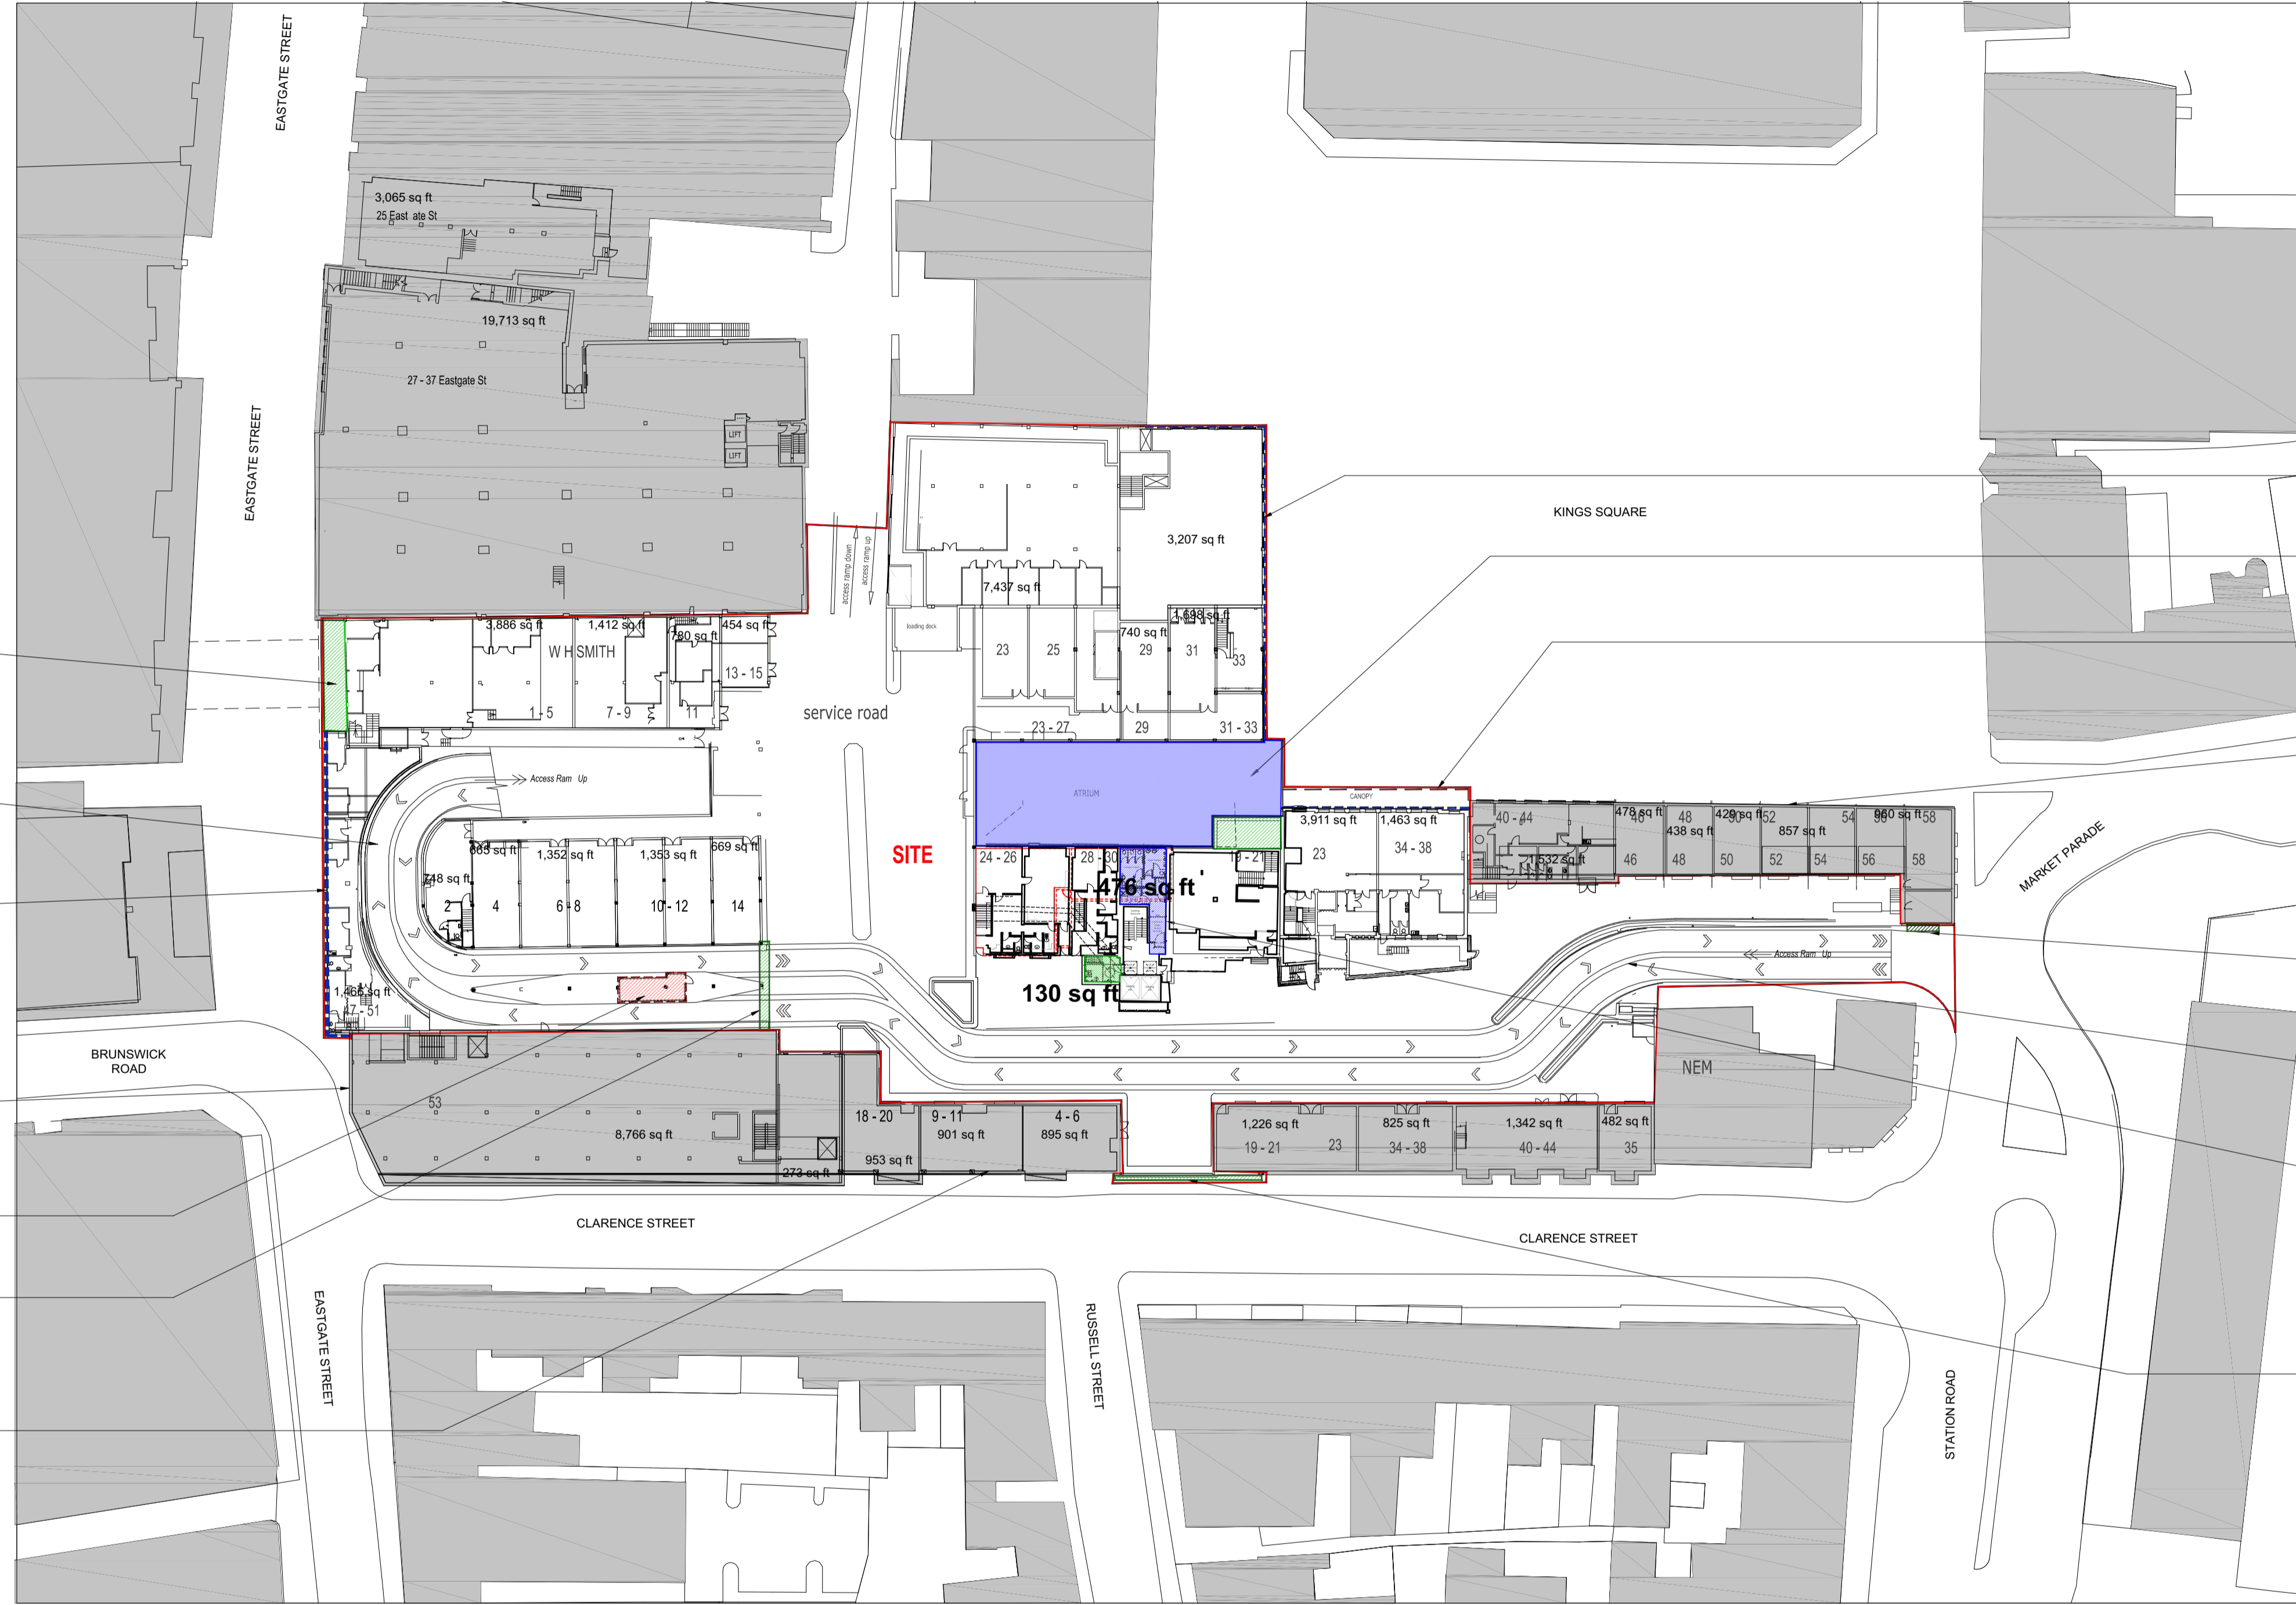 EASTGATE STREET
3,065 sq ft
25 East ate St
19,713 sq ft
27 - 37 Eastgate St
EASTGATE STREET
LIFT
LIFT
KINGS SQUARE
3,207 sq ft
access ramp down
access ramp up
7,437 sq ft
loading dock
3,886 sq ft
1,412 sq ft
780 sq ft
454 sq ft
W H SMITH
13 - 15
1 - 5
7 - 9
11
service road
1,698 sq ft
740 sq ft
23
25
29
31
33
23 - 27
29
31 - 33
Access Ram Up
ATRIUM
CANOPY
3,911 sq ft
1,463 sq ft
40 - 44
478 sq ft
46
48
429 sq ft
50
52
54
960 sq ft
56
58
438 sq ft
857 sq ft
1,532 sq ft
46
48
50
52
54
56
58
MARKET PARADE
665 sq ft
1,352 sq ft
1,353 sq ft
669 sq ft
748 sq ft
2
4
6 - 8
10 - 12
14
SITE
24 - 26
28 - 30
19 - 21
23
34 - 38
476 sq ft
130 sq ft
Access Ram Up
1,466 sq ft
47 - 51
BRUNSWICK
ROAD
NEM
53
8,766 sq ft
273 sq ft
18 - 20
953 sq ft
9 - 11
901 sq ft
4 - 6
895 sq ft
1,226 sq ft
19 - 21
23
825 sq ft
34 - 38
1,342 sq ft
40 - 44
482 sq ft
35
CLARENCE STREET
CLARENCE STREET
EASTGATE STREET
RUSSELL STREET
STATION ROAD